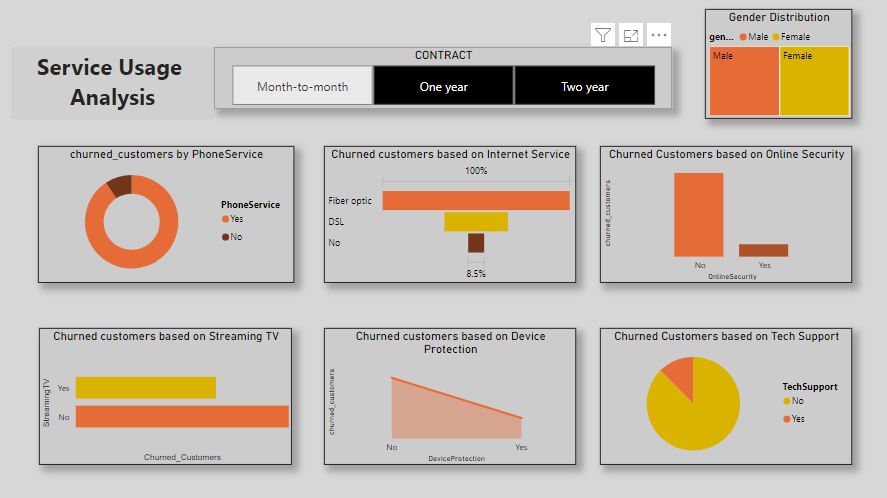 Service Usage
Analysis
CONTRACT
Month-to-month
One year
Two year
Gender Distribution
gen...
Male
Female
Male
Female
churned_customers by PhoneService
PhoneService
Yes
No
Churned customers based on Internet Service
100%
Fiber optic
DSL
No
8.5%
Churned Customers based on Online Security
churned_customers
No
Yes
OnlineSecurity
Churned customers based on Streaming TV
StreamingTV
Yes
No
Churned_Customers
Churned customers based on Device
Protection
churned_customers
No
Yes
DeviceProtection
Churned Customers based on Tech Support
TechSupport
No
Yes